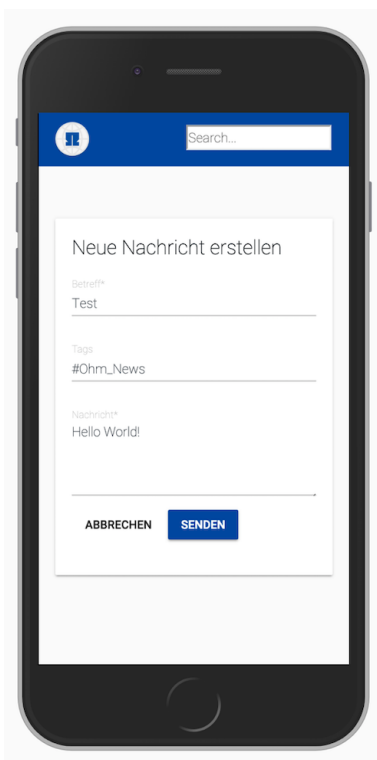 Search...
Neue Nachricht erstellen
Betreff*
Test
Tags
#Ohm_News
Nachricht*
Hello World!
ABBRECHEN SENDEN